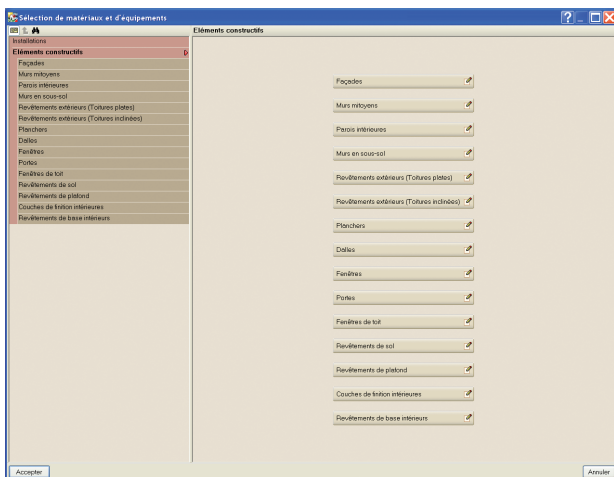 Sélection de matériaux et d'équipements
Eléments constructifs
Installations
Eléments constructifs
Façades
Murs mitoyens
Parois intérieures
Murs en sous-sol
Revêtements extérieurs (Toitures plates)
Revêtements extérieurs (Toitures inclinées)
Planchers
Dalles
Fenêtres
Portes
Fenêtres de toit
Revêtements de sol
Revêtements de plafond
Couches de finition intérieures
Revêtements de base intérieurs
Façades
Murs mitoyens
Parois intérieures
Murs en sous-sol
Revêtements extérieurs (Toitures plates)
Revêtements extérieurs (Toitures inclinées)
Planchers
Dalles
Fenêtres
Portes
Fenêtres de toit
Revêtements de sol
Revêtements de plafond
Couches de finition intérieures
Revêtements de base intérieurs
Accepter
Annuler